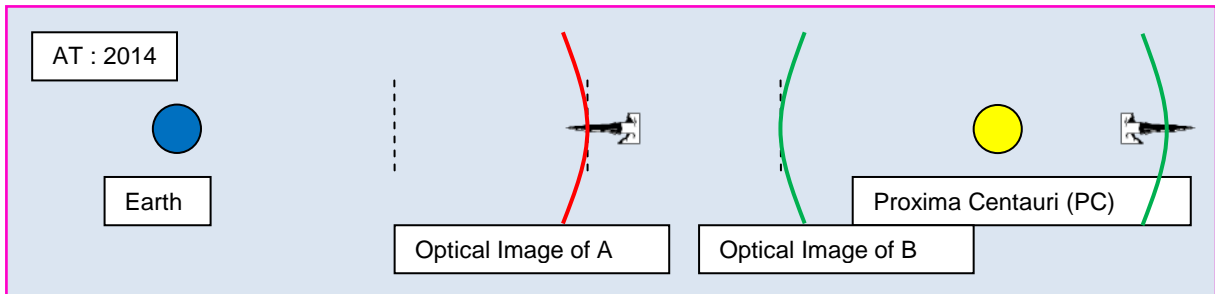 AT : 2014
Earth
Proxima Centauri (PC)
Optical Image of A
Optical Image of B